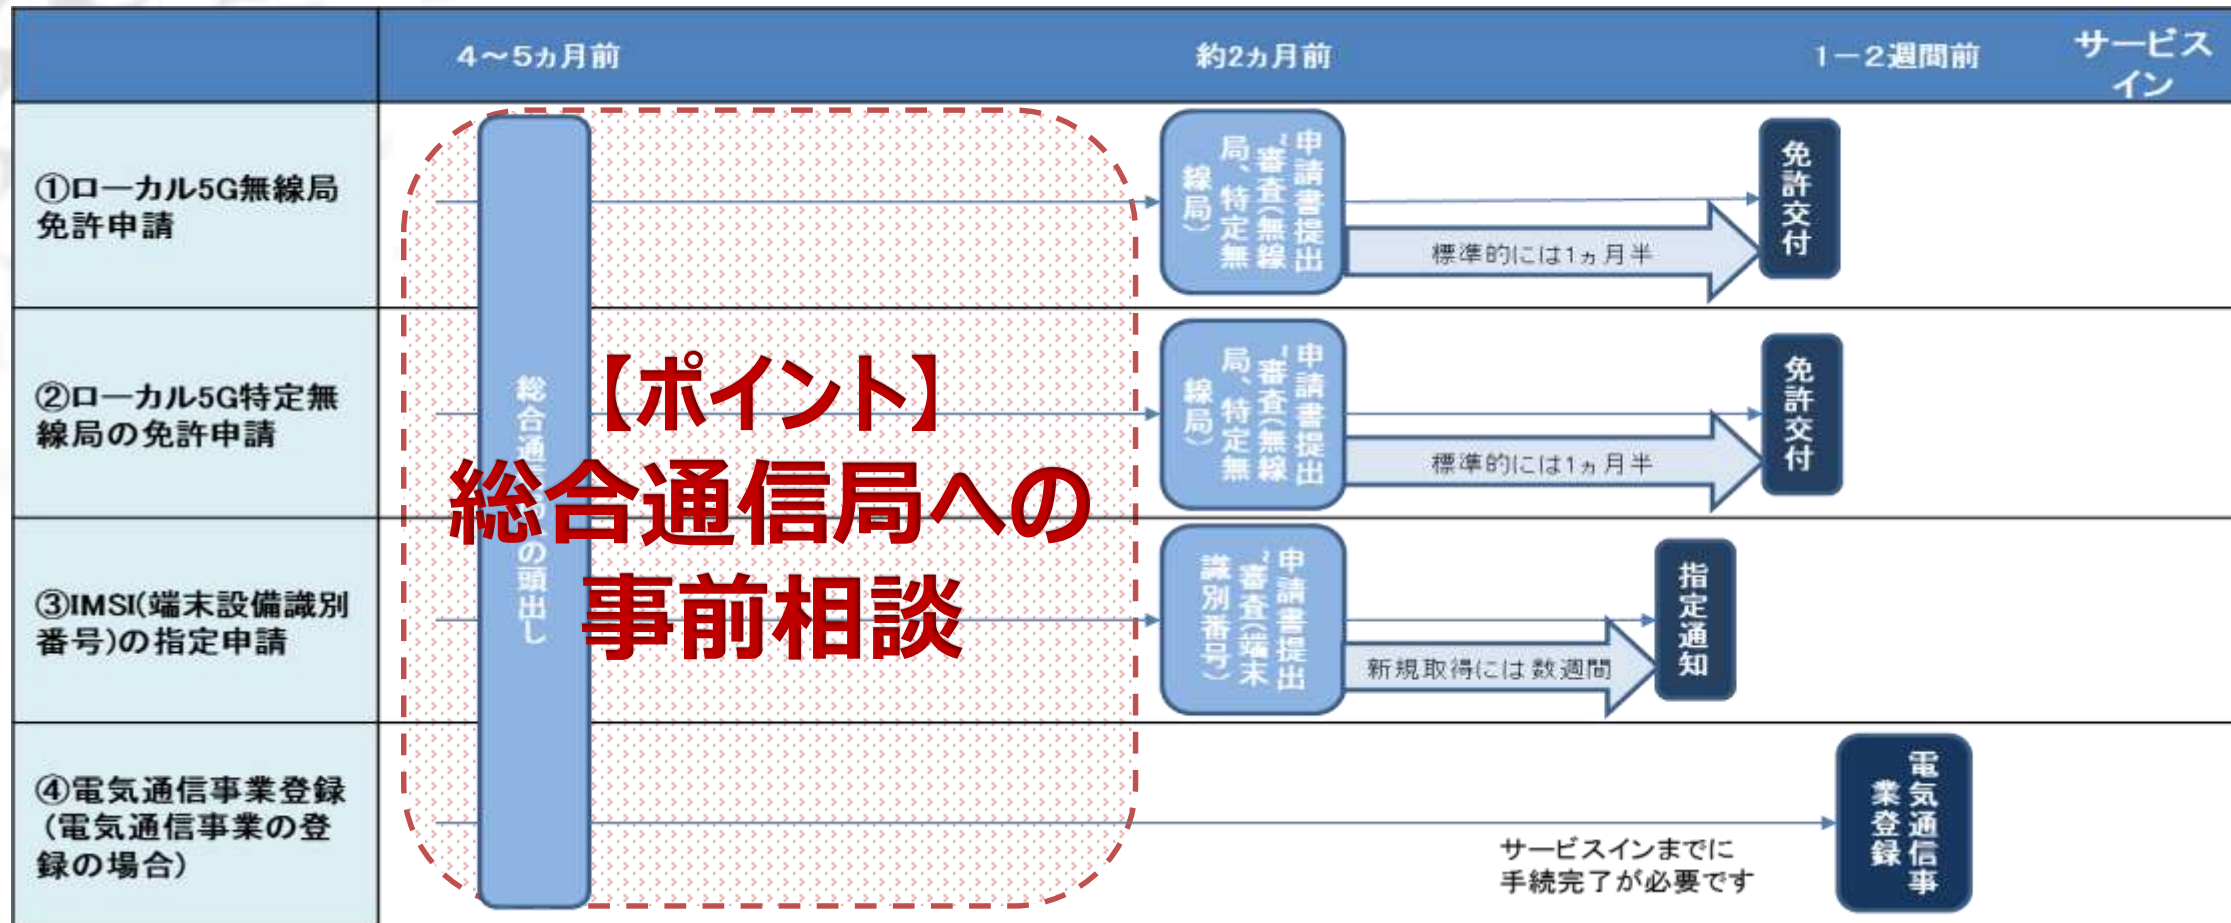 4~5ヵ月前
約2ヵ月前
1-2週間前
サービス
イン
①ローカル5G無線局
免許申請
申請書提出
~審査(無線
局、特定無
線局)
標準的には1ヵ月半
免許交付
②ローカル5G特定無
線局の免許申請
申請書提出
~審査(無線
局、特定無
線局)
標準的には1ヵ月半
免許交付
③IMSI(端末設備識別
番号)の指定申請
申請書提出
~審査(端末
識別番号)
新規取得には数週間
指定通知
④電気通信事業登録
(電気通信事業の登
録の場合)
サービスインまでに
手続完了が必要です
電気通信事
業登録
総合通信の頭出し
【ポイント】
総合通信局への
事前相談